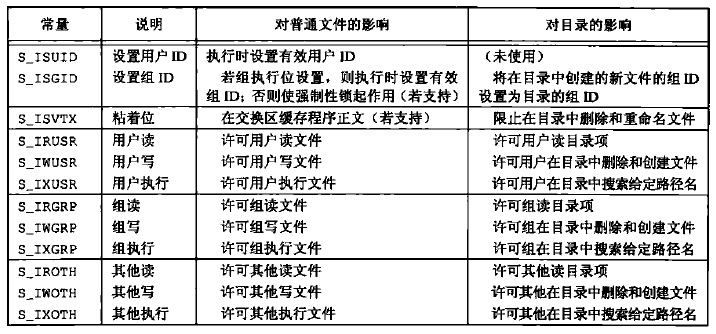 常量 说明 对普通文件的影响 对目录的影响
S_ISUID 设置用户ID 执行时设置有效用户ID （未使用）
S_ISGID 设置组ID 若组执行位设置，则执行时设置有效 将在目录中创建的新文件的组ID
组ID；否则使强制性锁起作用（若支持） 设置为目录的组ID
S_ISVTX 粘着位 在交换区缓存程序正文（若支持） 限止在目录中删除和重命名文件
S_IRUSR 用户读 许可用户读文件 许可用户读目录项
S_IWUSR 用户写 许可用户写文件 许可用户在目录中删除和创建文件
S_IXUSR 用户执行 许可用户执行文件 许可用户在目录中搜索给定路径名
S_IRGRP 组读 许可组读文件 许可组读目录项
S_IWGRP 组写 许可组写文件 许可组在目录中删除和创建文件
S_IXGRP 组执行 许可组执行文件 许可组在目录中搜索给定路径名
S_IROTH 其他读 许可其他读文件 许可其他读目录项
S_IWOTH 其他写 许可其他写文件 许可其他在目录中删除和创建文件
S_IXOTH 其他执行 许可其他执行文件 许可其他在目录中搜索给定路径名